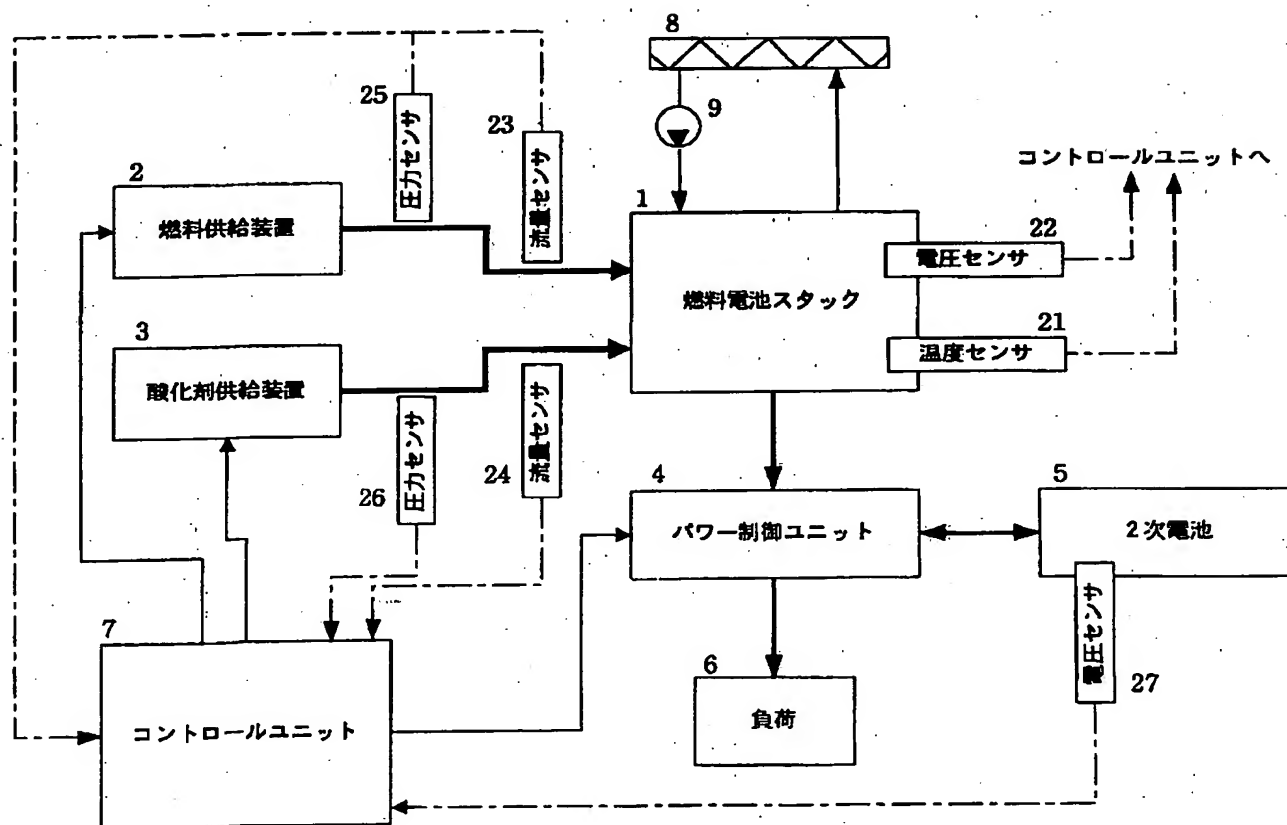 8
25
圧力センサ
23
流量センサ
9
コントロールユニットへ
2
燃料供給装置
1
燃料電池スタック
22
電圧センサ
21
温度センサ
3
酸化剤供給装置
26
圧力センサ
24
流量センサ
4
パワー制御ユニット
5
2次電池
電圧センサ
27
7
コントロールユニット
6
負荷